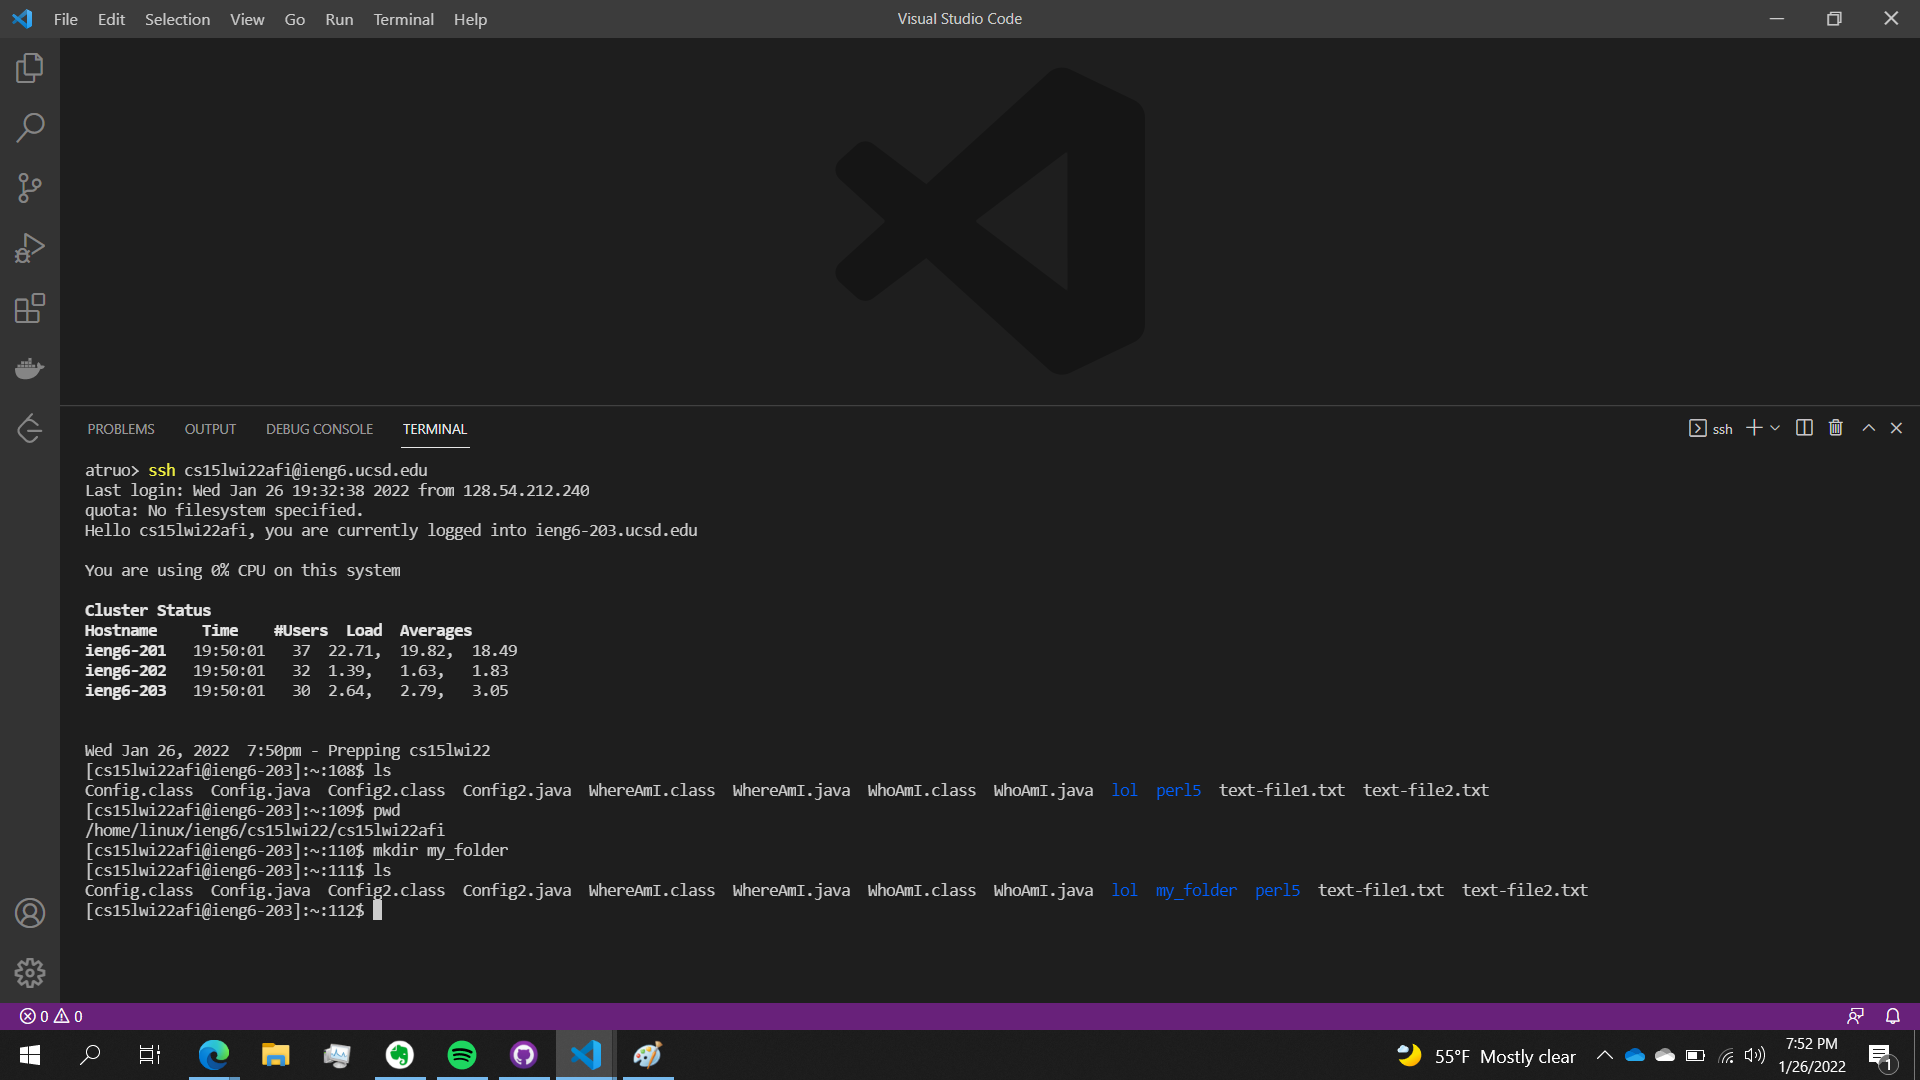 File Edit Selection View Go Run Terminal Help Visual Studio Code
PROBLEMS OUTPUT DEBUG CONSOLE TERMINAL ssh
atruo> ssh cs15lwi22afi@ieng6.ucsd.edu
Last login: Wed Jan 26 19:32:38 2022 from 128.54.212.240
quota: No filesystem specified.
Hello cs15lwi22afi, you are currently logged into ieng6-203.ucsd.edu
You are using 0% CPU on this system
Cluster Status
Hostname     Time    #Users  Load  Averages
ieng6-201   19:50:01   37  22.71,  19.82,  18.49
ieng6-202   19:50:01   32  1.39,   1.63,   1.83
ieng6-203   19:50:01   30  2.64,   2.79,   3.05
Wed Jan 26, 2022  7:50pm - Prepping cs15lwi22
[cs15lwi22afi@ieng6-203]:~:108$ ls
Config.class  Config.java  Config2.class  Config2.java  WhereAmI.class  WhereAmI.java  WhoAmI.class  WhoAmI.java  lol  perl5  text-file1.txt  text-file2.txt
[cs15lwi22afi@ieng6-203]:~:109$ pwd
/home/linux/ieng6/cs15lwi22/cs15lwi22afi
[cs15lwi22afi@ieng6-203]:~:110$ mkdir my_folder
[cs15lwi22afi@ieng6-203]:~:111$ ls
Config.class  Config.java  Config2.class  Config2.java  WhereAmI.class  WhereAmI.java  WhoAmI.class  WhoAmI.java  lol  my_folder  perl5  text-file1.txt  text-file2.txt
[cs15lwi22afi@ieng6-203]:~:112$
0 0
55°F Mostly clear
7:52 PM
1/26/2022
1